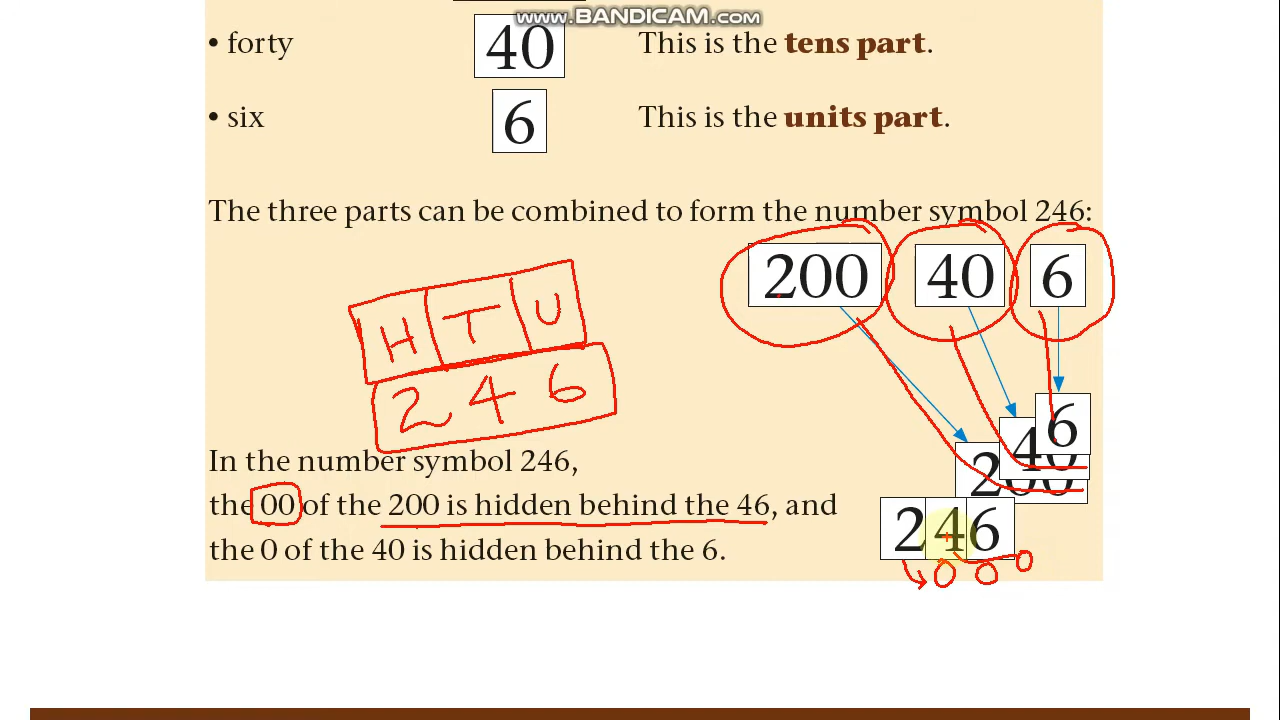 www.BANDICAM.com
• forty 40 This is the tens part.
• six 6 This is the units part.
The three parts can be combined to form the number symbol 246:
200 40 6
H T U
2 4 6
6
40
200
In the number symbol 246,
the 00 of the 200 is hidden behind the 46, and
246
the 0 of the 40 is hidden behind the 6.
0 0 0